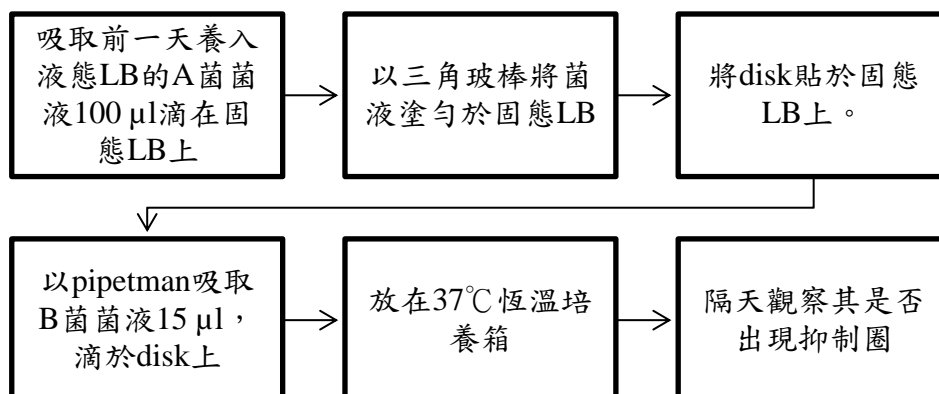 吸取前一天養入
液態LB的A菌菌
液100 µl滴在固
態LB上
以三角玻棒將菌
液塗勻於固態LB
將disk貼於固態
LB上。
以pipetman吸取
B菌菌液15 µl，
滴於disk上
放在37℃恆溫培
養箱
隔天觀察其是否
出現抑制圈